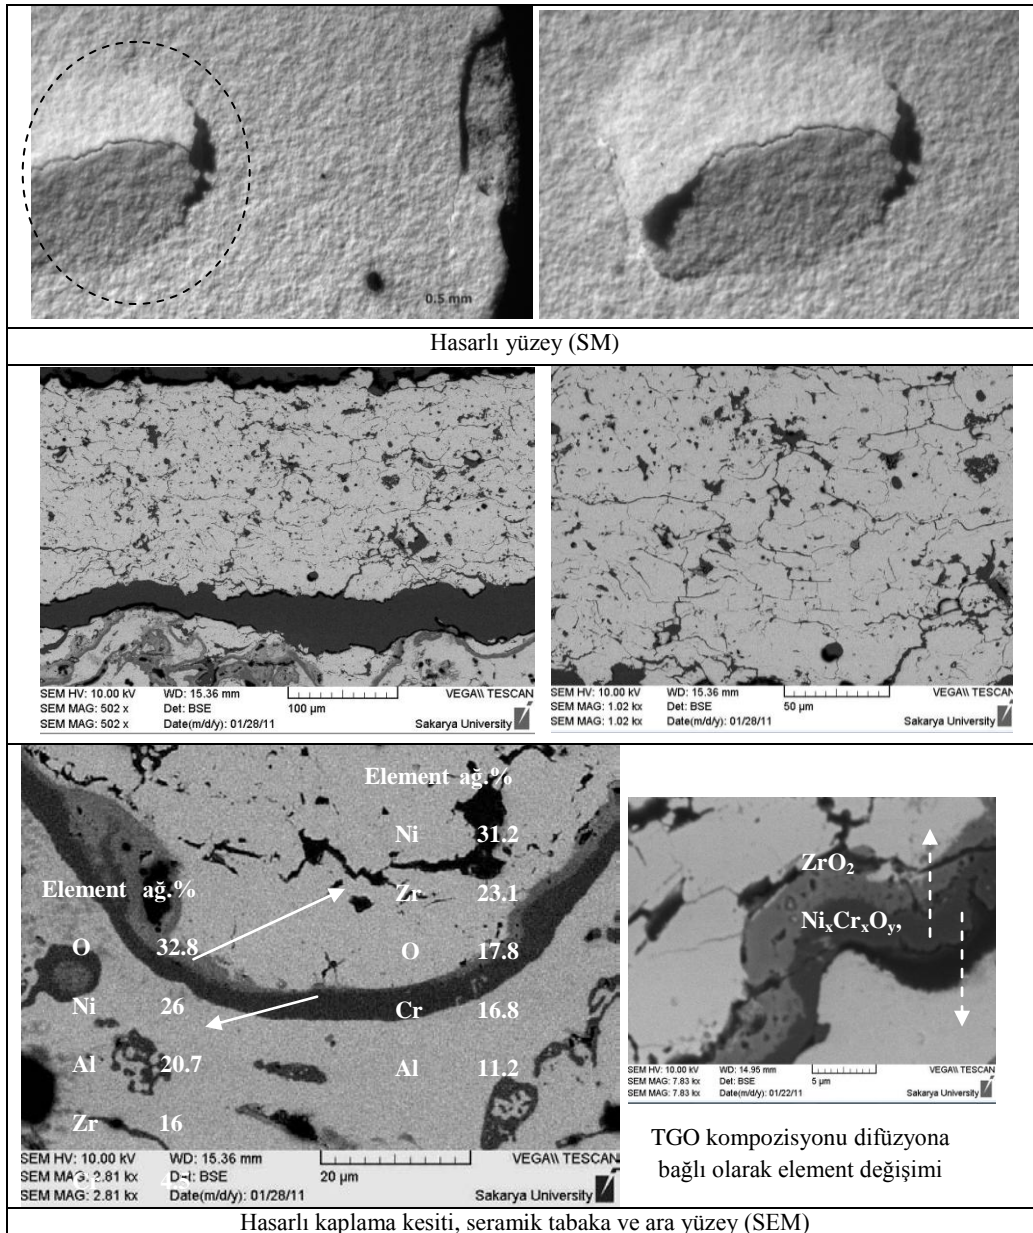 0.5 mm
Hasarlı yüzey (SM)
SEM HV: 10.00 kV WD: 15.36 mm VEGA\\ TESCAN
SEM MAG: 502 x Det: BSE 100 µm
SEM MAG: 502 x Date(m/d/y): 01/28/11 Sakarya University
SEM HV: 10.00 kV WD: 15.36 mm VEGA\\ TESCAN
SEM MAG: 1.02 kx Det: BSE 50 µm
SEM MAG: 1.02 kx Date(m/d/y): 01/28/11 Sakarya University
Element ağ.%
Ni 31.2
Zr 23.1
O 17.8
Cr 16.8
Al 11.2
Element ağ.%
O 32.8
Ni 26
Al 20.7
Zr 16
SEM HV: 10.00 kV WD: 15.36 mm VEGA\\ TESCAN
SEM MAG: 2.81 kx Det: BSE 20 µm
SEM MAG: 2.81 kx Date(m/d/y): 01/28/11 Sakarya University
ZrO₂
NiₓCrₓOᵧ,
SEM HV: 10.00 kV WD: 14.95 mm VEGA\\ TESCAN
SEM MAG: 7.83 kx Det: BSE 5 µm
SEM MAG: 7.83 kx Date(m/d/y): 01/22/11 Sakarya University
TGO kompozisyonu difüzyona
bağlı olarak element değişimi
Hasarlı kaplama kesiti, seramik tabaka ve ara yüzey (SEM)